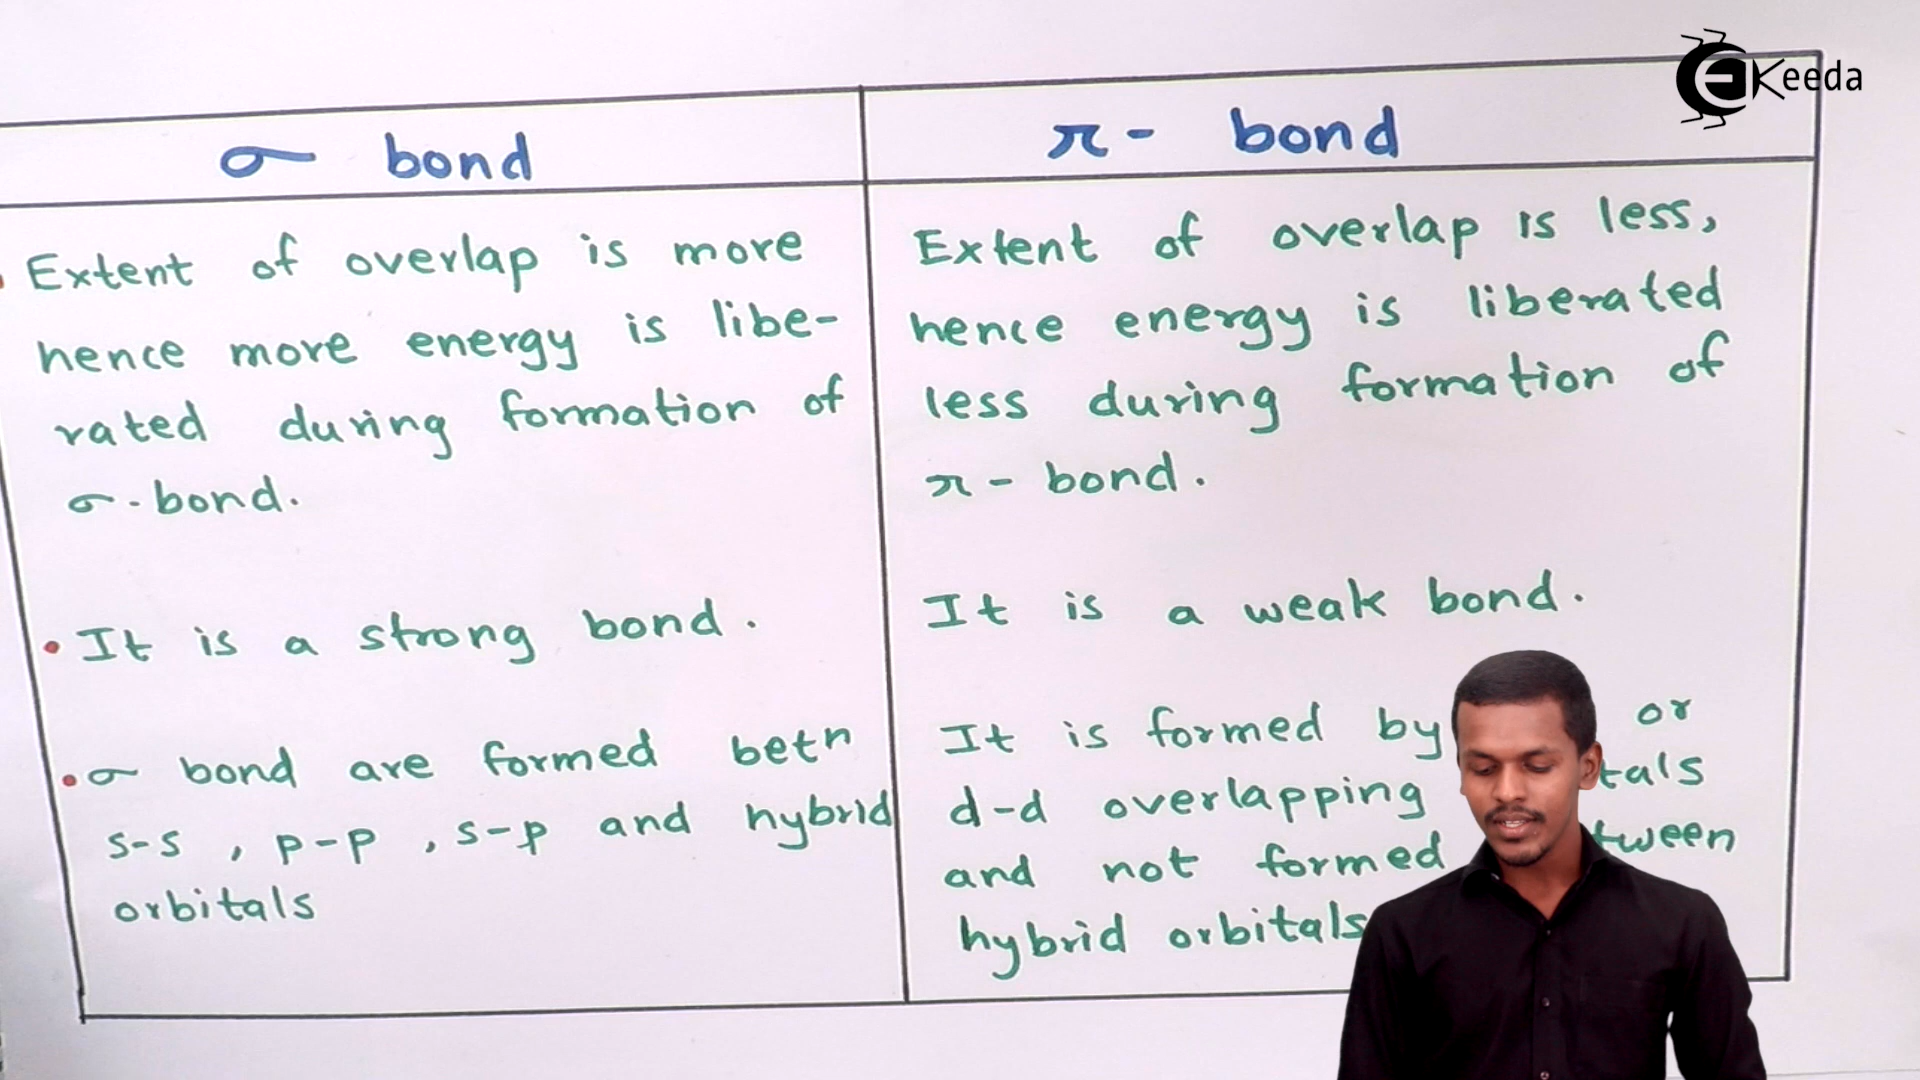 Keeda
σ bond
π - bond
Extent of overlap is more
hence more energy is libe-
rated during formation of
σ - bond.
Extent of overlap is less,
hence energy is liberated
less during formation of
π - bond.
• It is a strong bond.
It is a weak bond.
• σ bond are formed betn
s-s , p-p , s-p and hybrid
orbitals
It is formed by or
d-d overlapping
and not formed
hybrid orbitals